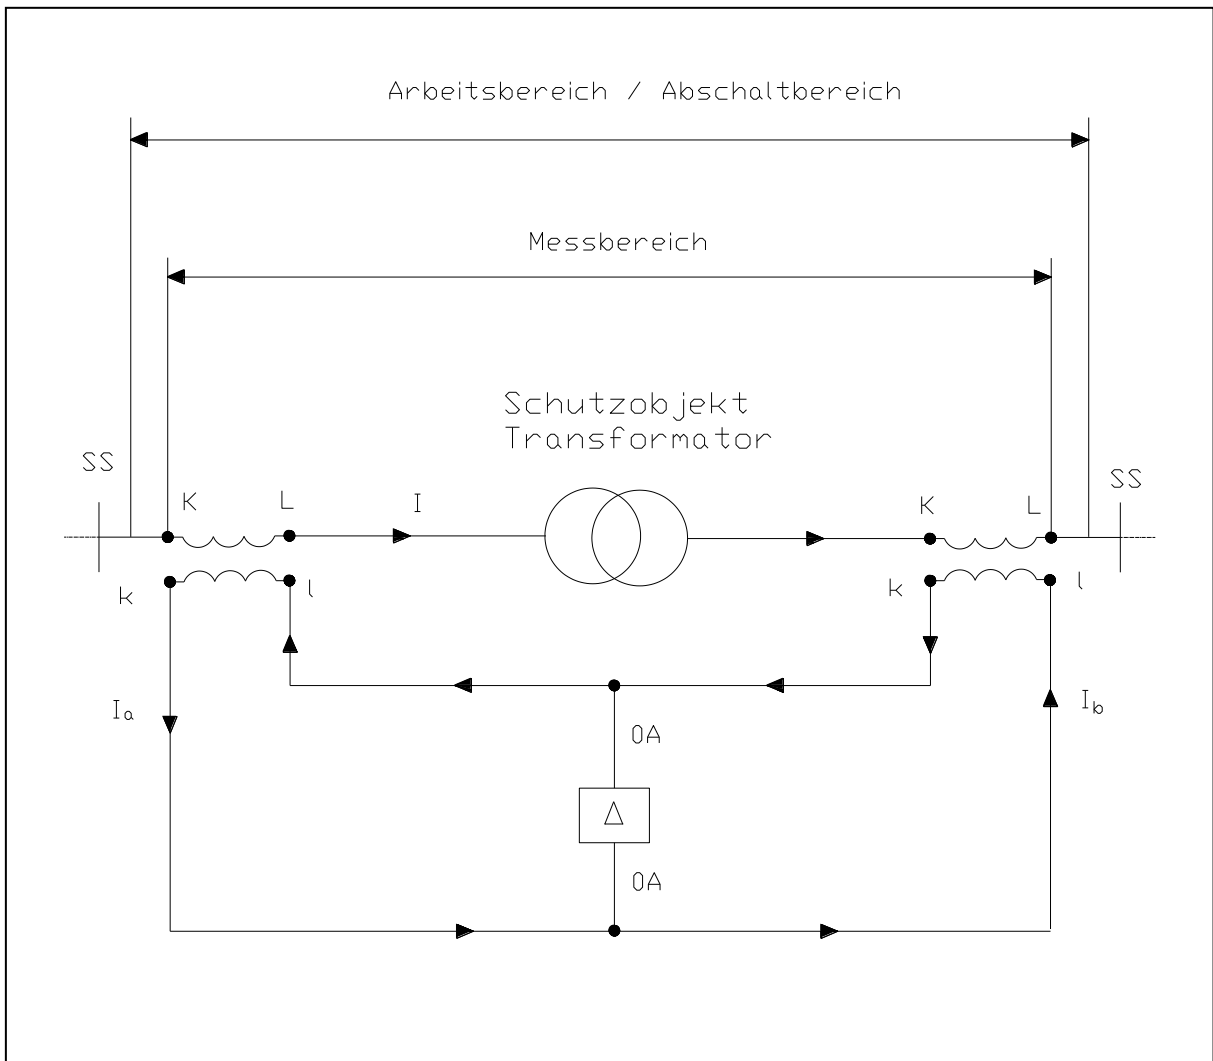 Arbeitsbereich / Abschaltbereich
Messbereich
Schutzobjekt
Transformator
SS
SS
K
L
I
K
L
k
l
k
l
Ia
Ib
0A
Δ
0A